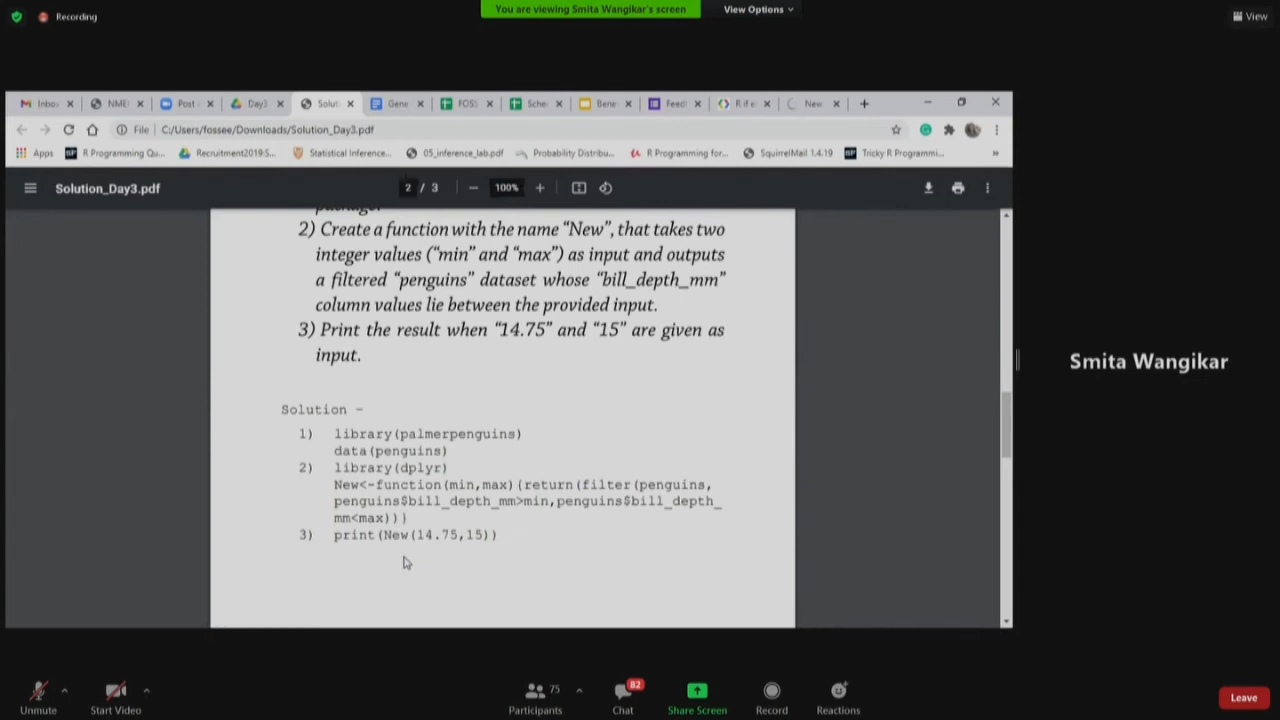 Recording
You are viewing Smita Wangikar's screen
View Options
View
Inbo:
NME
Post -
Day3
Soluti
Gene
FOSS
Sche
Bene
Feedl
R if e
New
File C:/Users/fossee/Downloads/Solution_Day3.pdf
Apps
R Programming Qu...
Recruitment2019:S...
Statistical Inference...
05_inference_lab.pdf
Probability Distribu...
R Programming for...
SquirrelMail 1.4.19
Tricky R Programmi...
»
Solution_Day3.pdf
2 / 3
100%
package.
2) Create a function with the name “New”, that takes two
integer values (“min” and “max”) as input and outputs
a filtered “penguins” dataset whose “bill_depth_mm”
column values lie between the provided input.
3) Print the result when “14.75” and “15” are given as
input.
Solution -
1) library(palmerpenguins)
data(penguins)
2) library(dplyr)
New<-function(min,max){return(filter(penguins,
penguins$bill_depth_mm>min,penguins$bill_depth_
mm<max))}
3) print(New(14.75,15))
Smita Wangikar
Unmute
Start Video
75
Participants
82
Chat
Share Screen
Record
Reactions
Leave